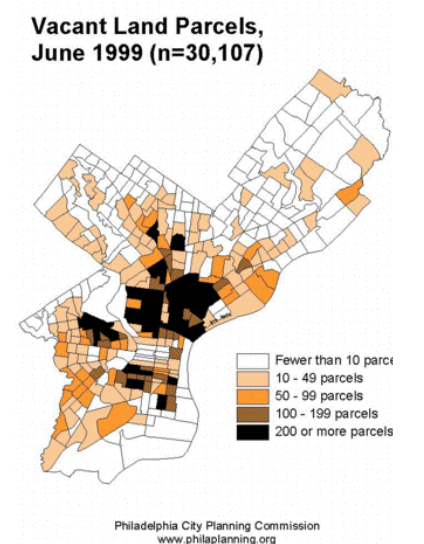 Vacant Land Parcels,
June 1999 (n=30,107)
Fewer than 10 parce
10 - 49 parcels
50 - 99 parcels
100 - 199 parcels
200 or more parcels
Philadelphia City Planning Commission
www.philaplanning.org